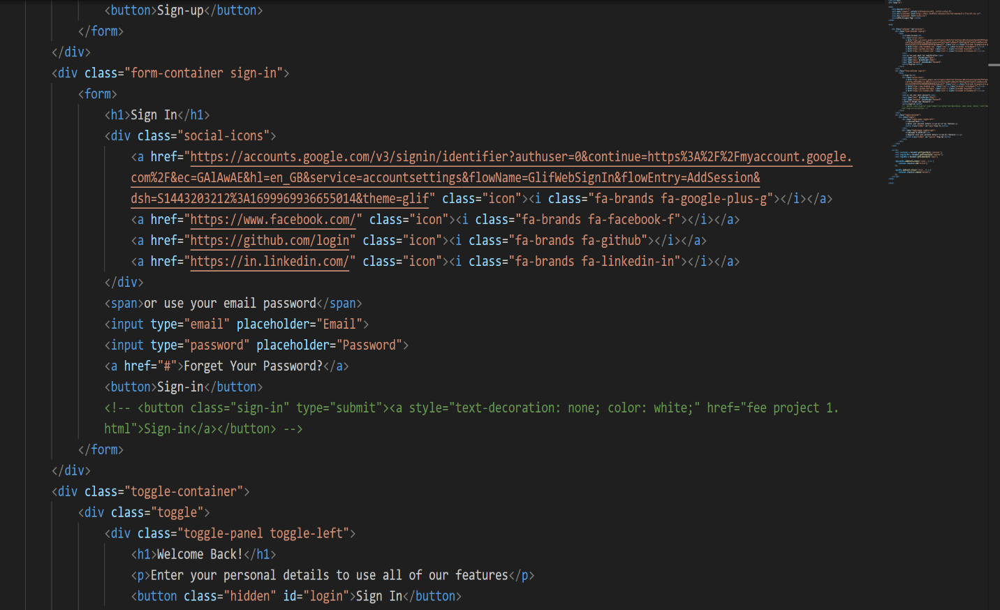 <button>Sign-up</button>
</form>
</div>
<div class="form-container sign-in">
<form>
<h1>Sign In</h1>
<div class="social-icons">
<a href="https://accounts.google.com/v3/signin/identifier?authuser=0&continue=https%3A%2F%2Fmyaccount.google.
com%2F&ec=GAlAwAE&hl=en_GB&service=accountsettings&flowName=GlifWebSignIn&flowEntry=AddSession&
dsh=S1443203212%3A1699969936655014&theme=glif" class="icon"><i class="fa-brands fa-google-plus-g"></i></a>
<a href="https://www.facebook.com/" class="icon"><i class="fa-brands fa-facebook-f"></i></a>
<a href="https://github.com/login" class="icon"><i class="fa-brands fa-github"></i></a>
<a href="https://in.linkedin.com/" class="icon"><i class="fa-brands fa-linkedin-in"></i></a>
</div>
<span>or use your email password</span>
<input type="email" placeholder="Email">
<input type="password" placeholder="Password">
<a href="#">Forget Your Password?</a>
<button>Sign-in</button>
<!-- <button class="sign-in" type="submit"><a style="text-decoration: none; color: white;" href="fee project 1.
html">Sign-in</a></button> -->
</form>
</div>
<div class="toggle-container">
<div class="toggle">
<div class="toggle-panel toggle-left">
<h1>Welcome Back!</h1>
<p>Enter your personal details to use all of our features</p>
<button class="hidden" id="login">Sign In</button>